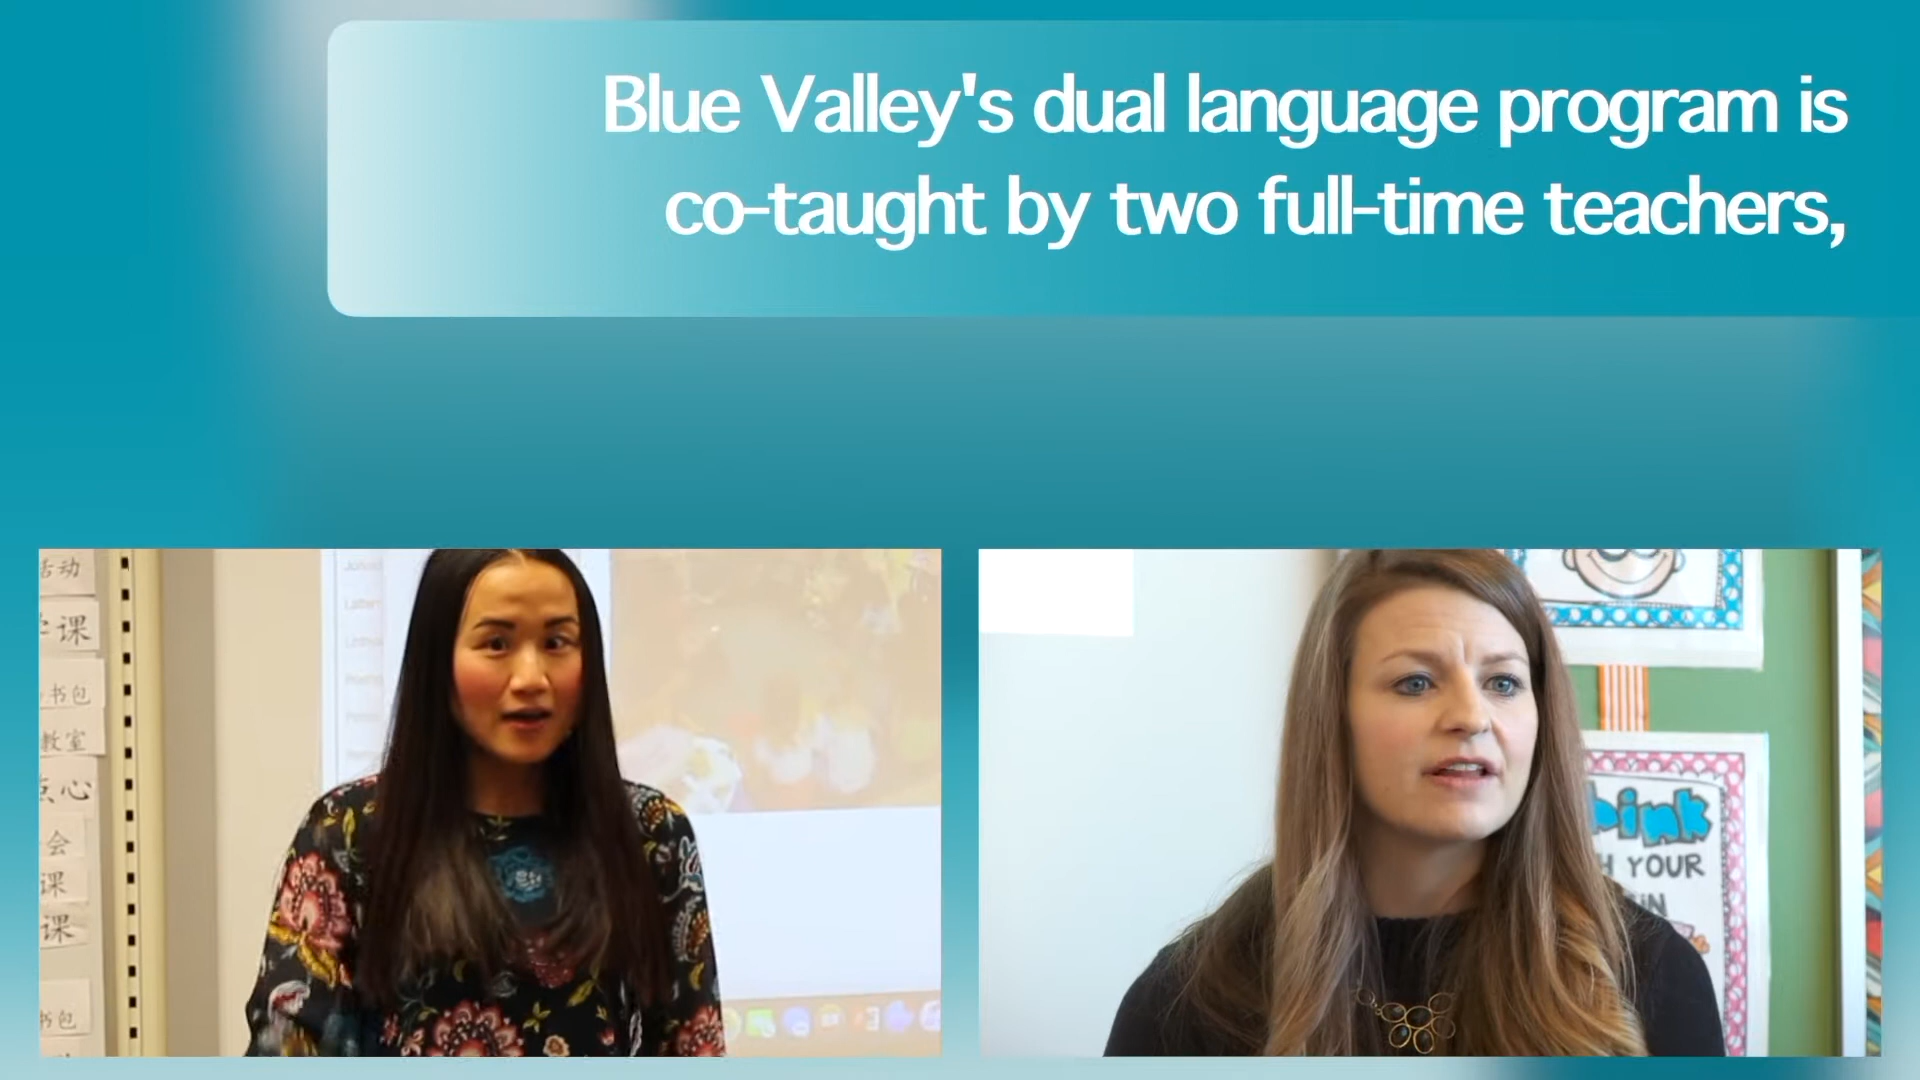 Blue Valley's dual language program is
co-taught by two full-time teachers,
活动
课
书包
教室
点心
会
课
课
书包
YOUR